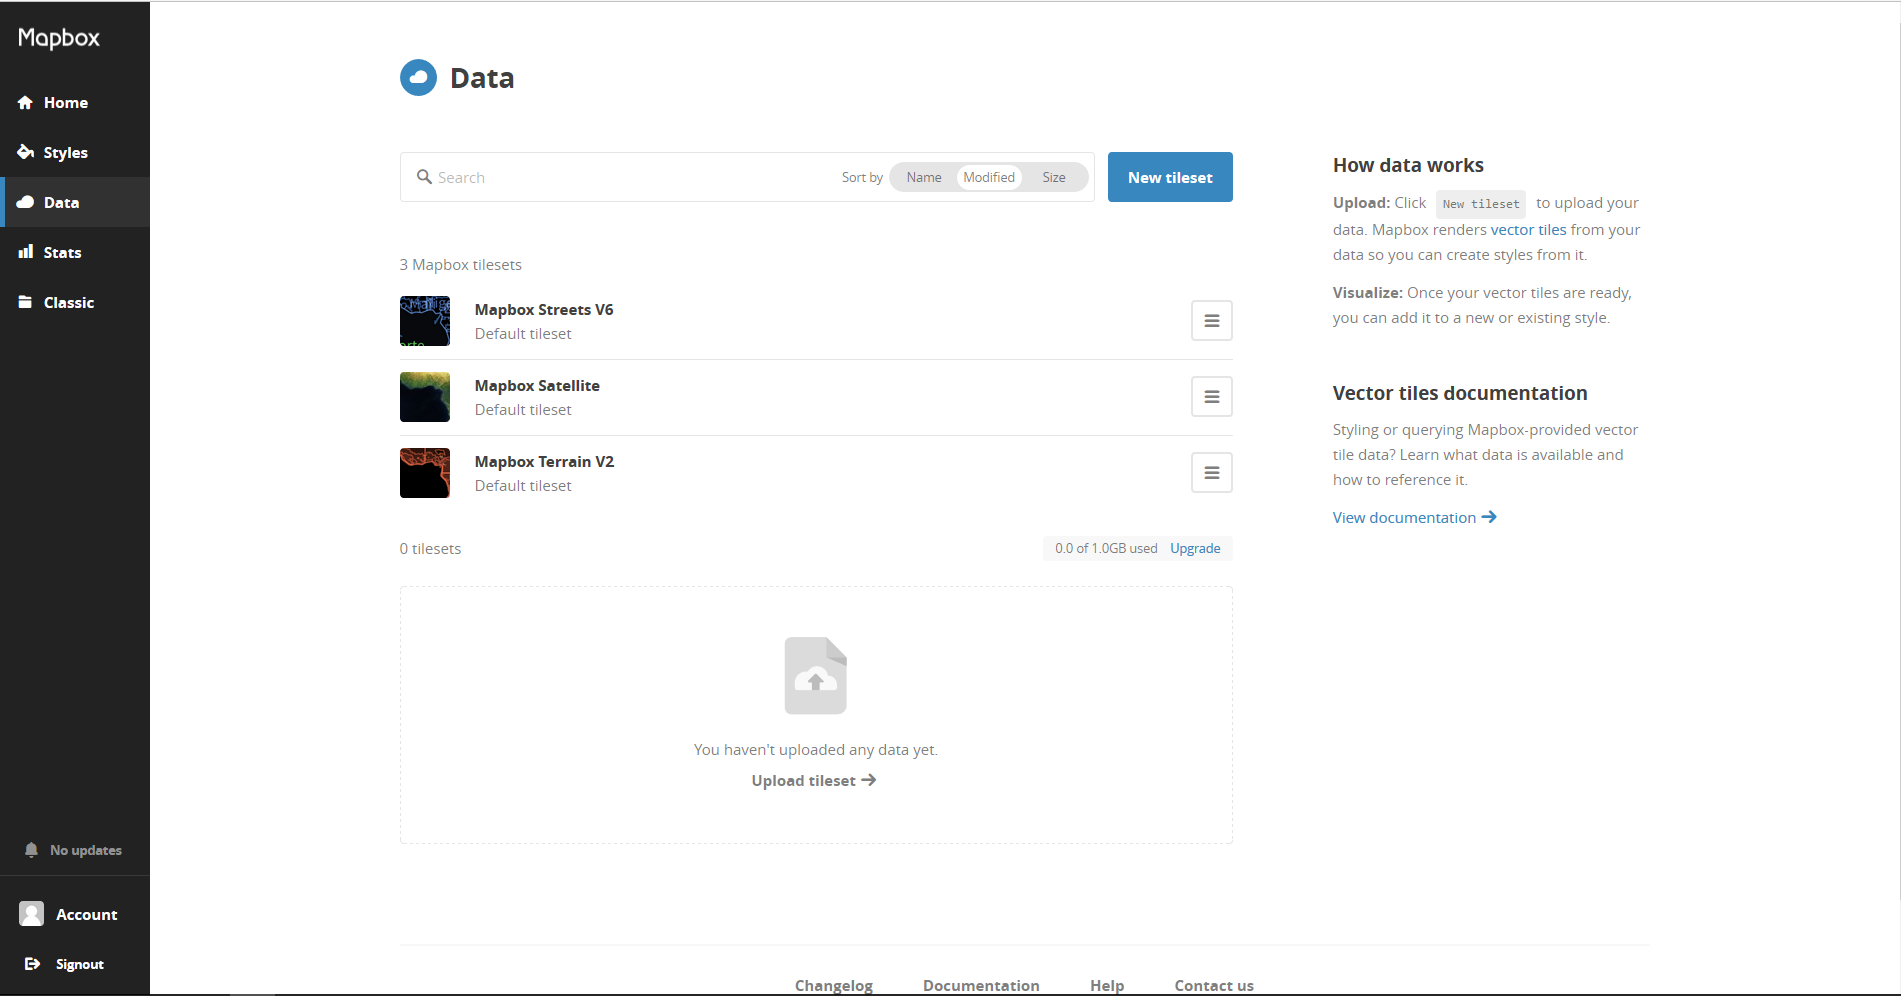 Mapbox
Home
Styles
Data
Stats
Classic
No updates
Account
Signout
Data
Search
Sort by Name Modified Size
New tileset
3 Mapbox tilesets
Mapbox Streets V6
Default tileset
Mapbox Satellite
Default tileset
Mapbox Terrain V2
Default tileset
0 tilesets
0.0 of 1.0GB used Upgrade
You haven't uploaded any data yet.
Upload tileset
How data works
Upload: Click New tileset to upload your
data. Mapbox renders vector tiles from your
data so you can create styles from it.
Visualize: Once your vector tiles are ready,
you can add it to a new or existing style.
Vector tiles documentation
Styling or querying Mapbox-provided vector
tile data? Learn what data is available and
how to reference it.
View documentation
Changelog Documentation Help Contact us